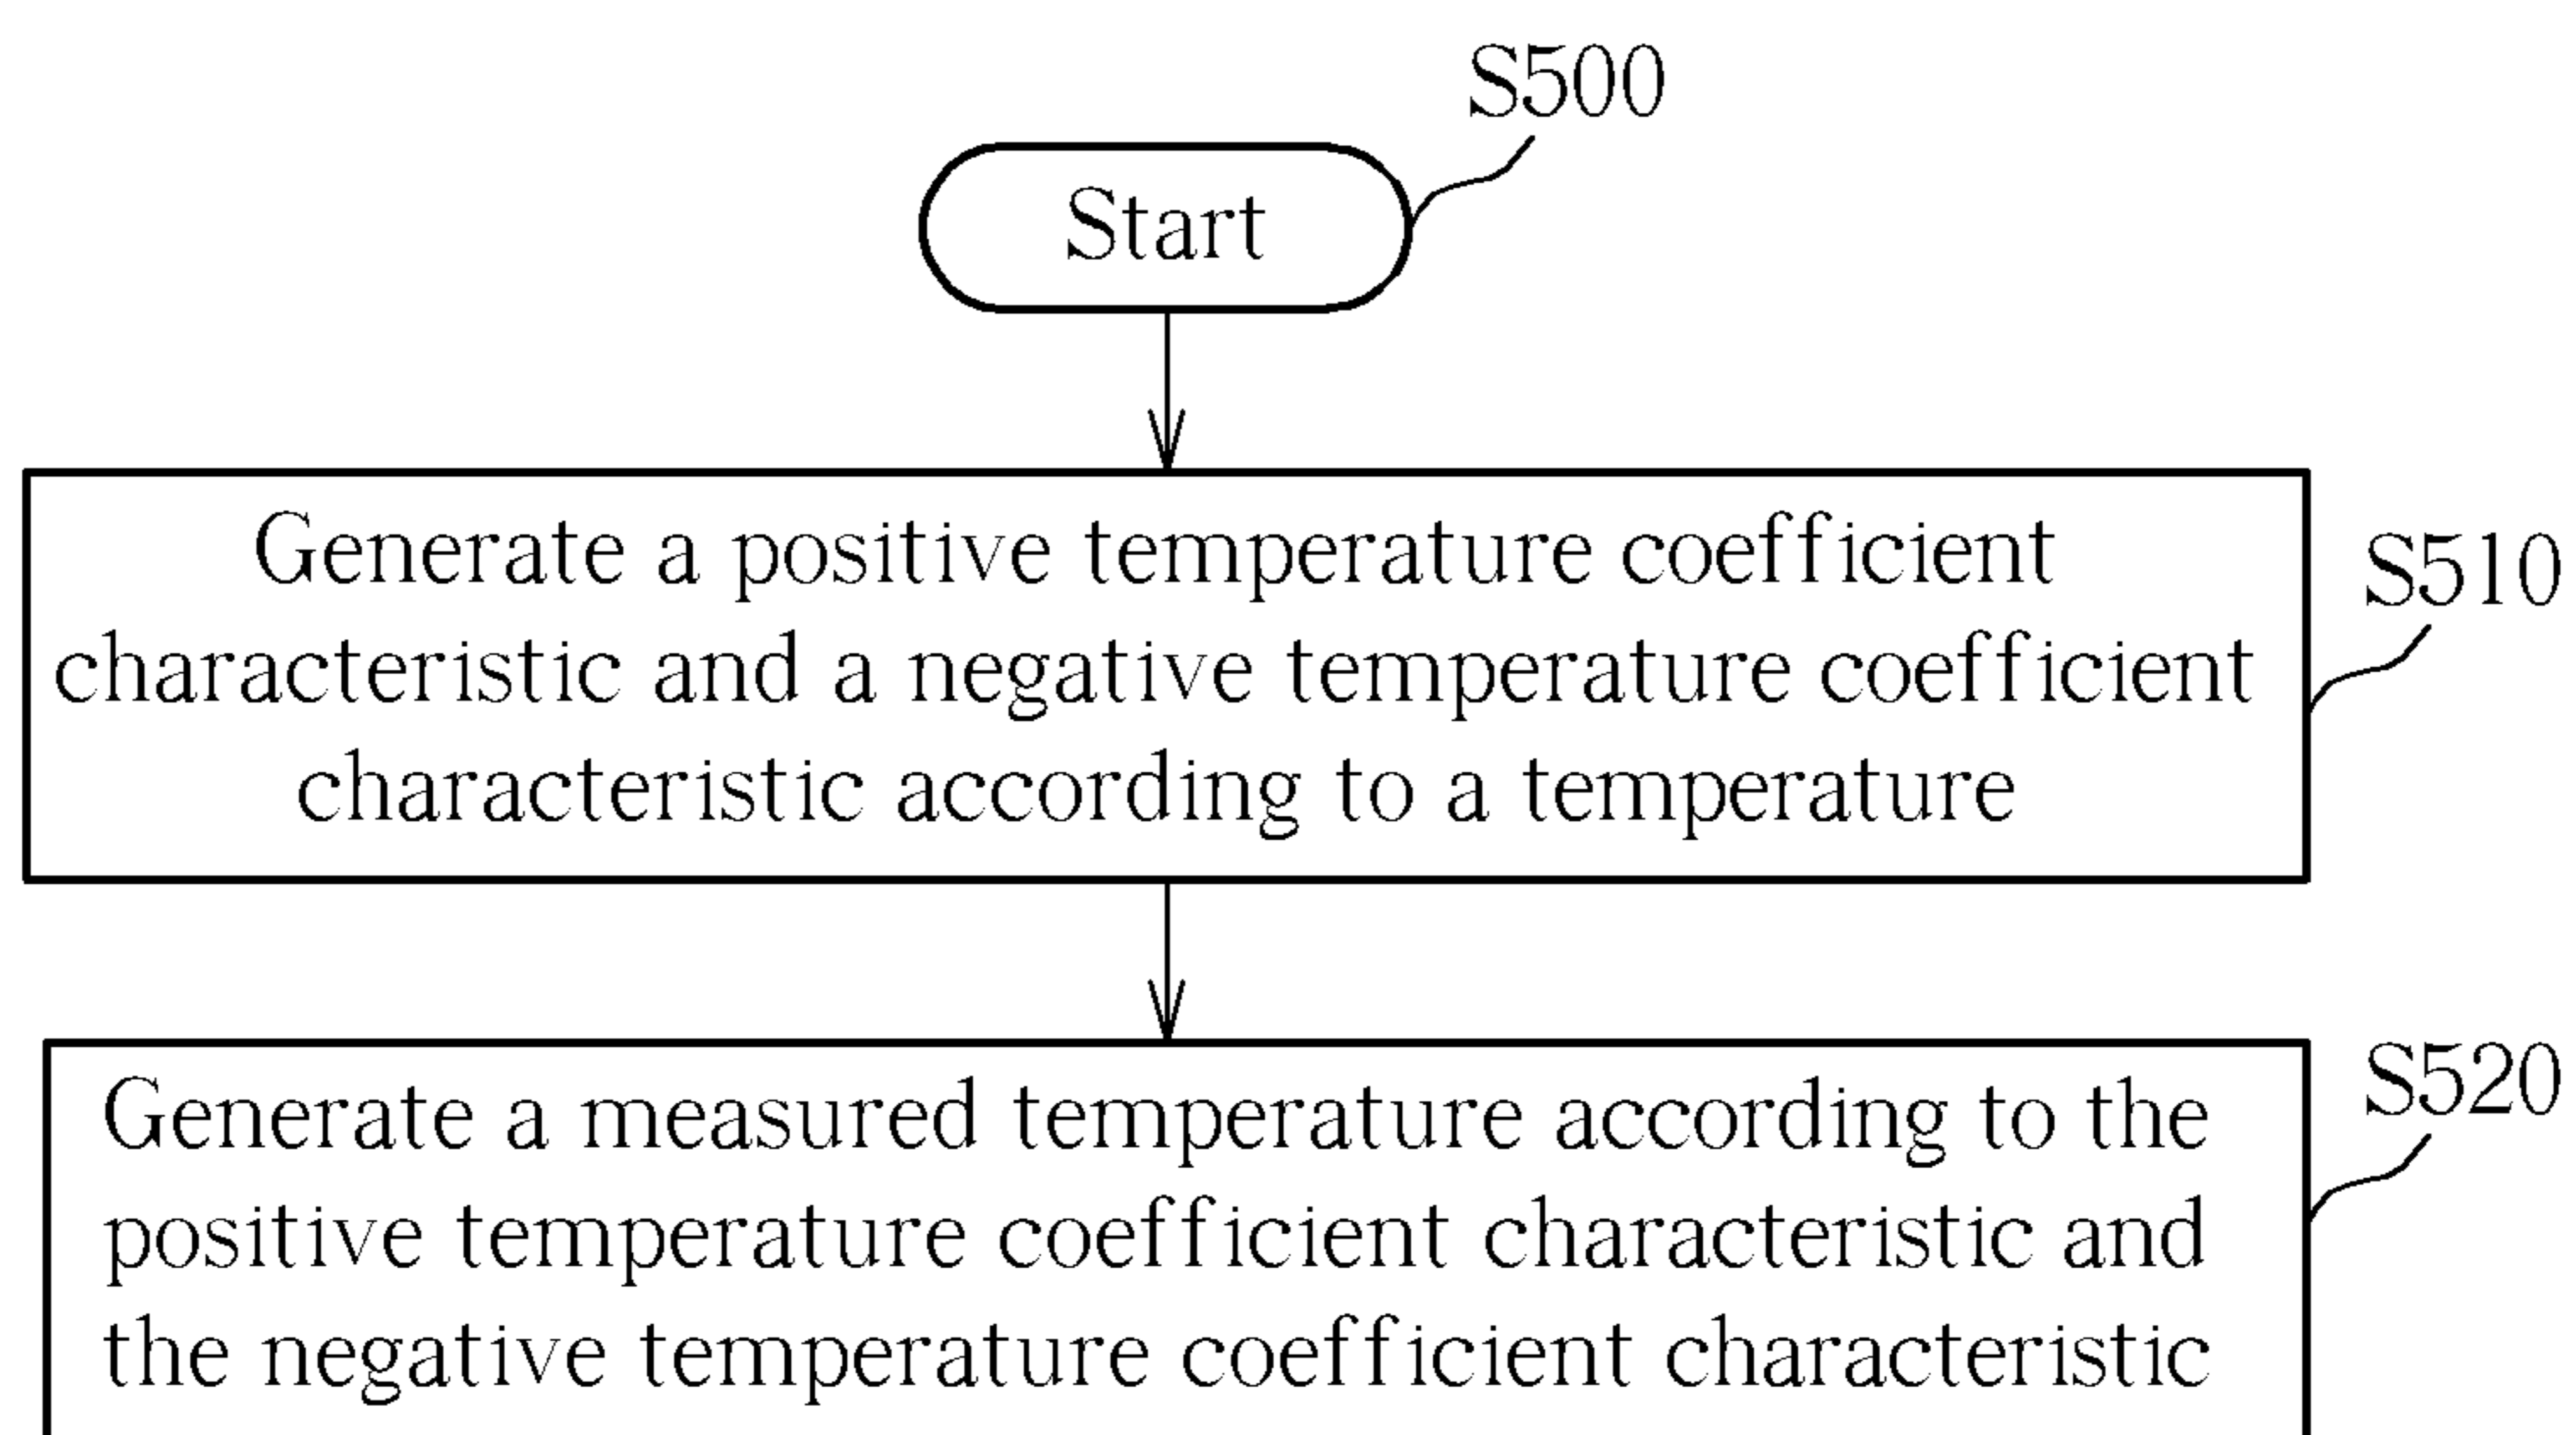 S500
Start
Generate a positive temperature coefficient
characteristic and a negative temperature coefficient
characteristic according to a temperature
S510
Generate a measured temperature according to the
positive temperature coefficient characteristic and
the negative temperature coefficient characteristic
S520